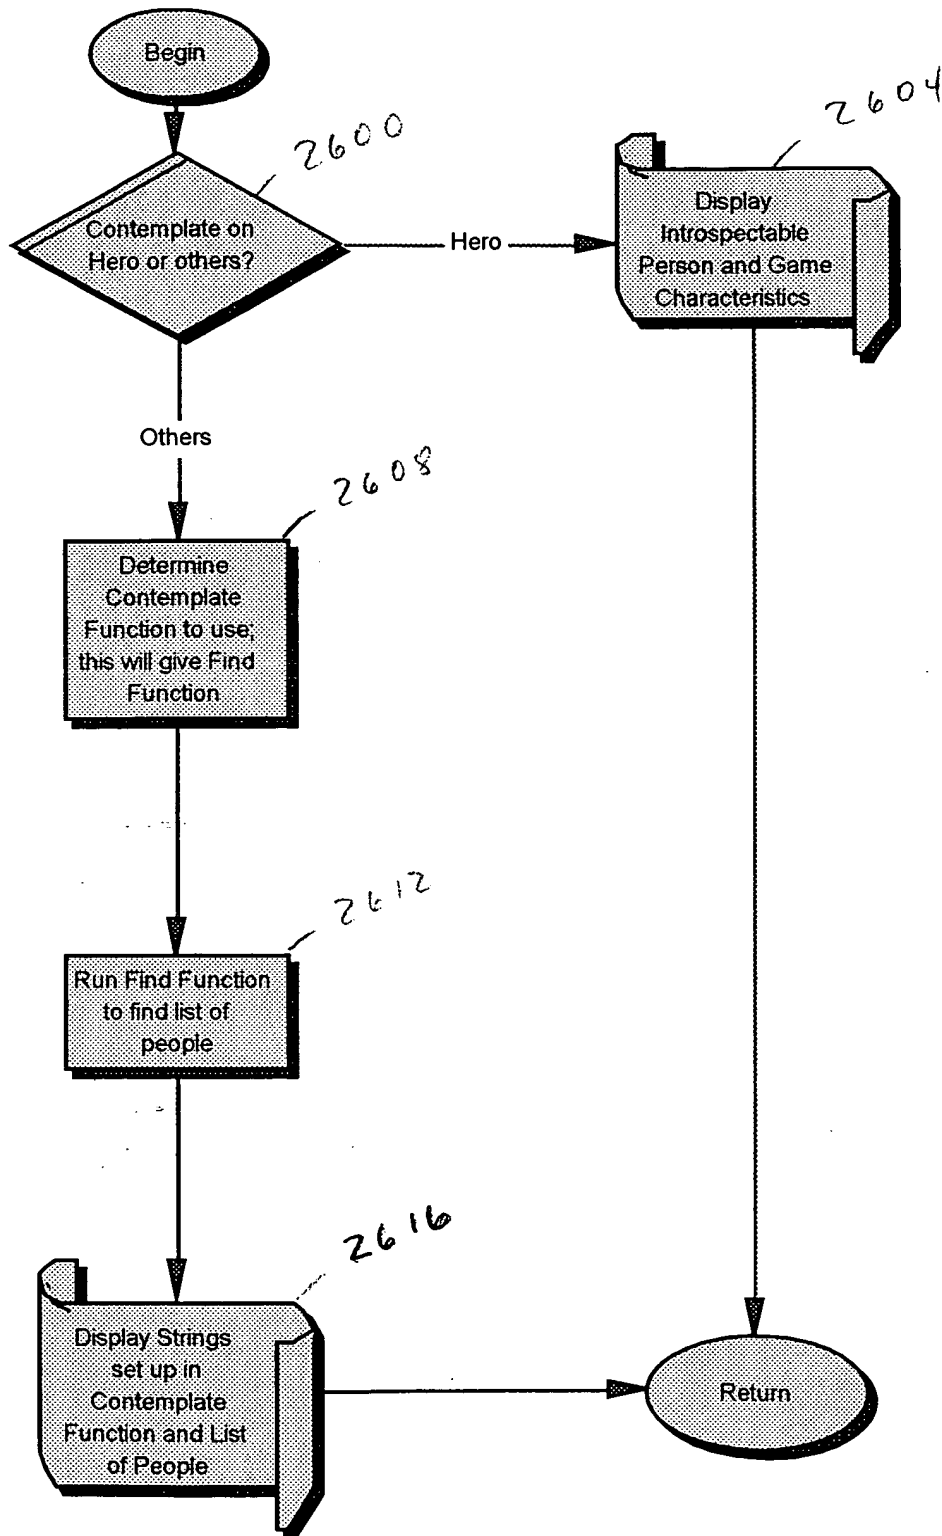 Begin
2600
2604
Contemplate on
Hero or others?
Hero
Display
Introspectable
Person and Game
Characteristics
Others
2608
Determine
Contemplate
Function to use;
this will give Find
Function
2612
Run Find Function
to find list of
people
2616
Display Strings
set up in
Contemplate
Function and List
of People
Return